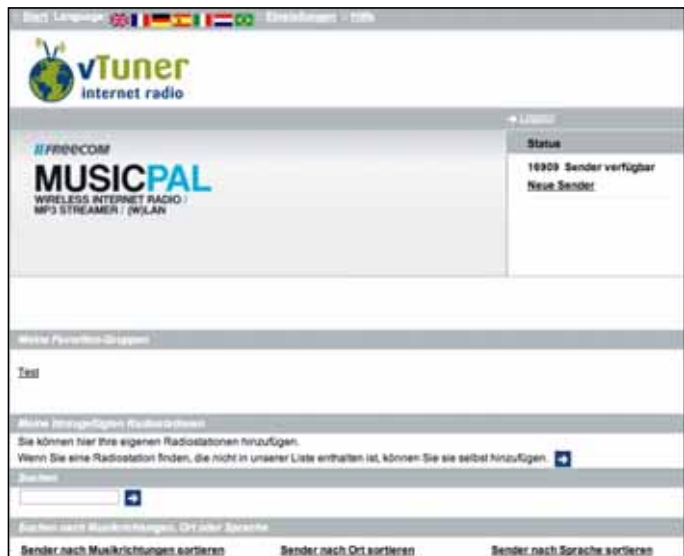 Start Language: Einstellungen - Hilfe
vTuner
internet radio
Logout
FREECOM
MUSICPAL
WIRELESS INTERNET RADIO /
MP3 STREAMER / (W)LAN
Status
16909 Sender verfügbar
Neue Sender
Meine Favoriten-Gruppen
Test
Meine hinzugefügten Radiostationen
Sie können hier Ihre eigenen Radiostationen hinzufügen.
Wenn Sie eine Radiostation finden, die nicht in unserer Liste enthalten ist, können Sie sie selbst hinzufügen.
Suchen
Suchen nach Musikrichtungen, Ort oder Sprache
Sender nach Musikrichtungen sortieren
Sender nach Ort sortieren
Sender nach Sprache sortieren